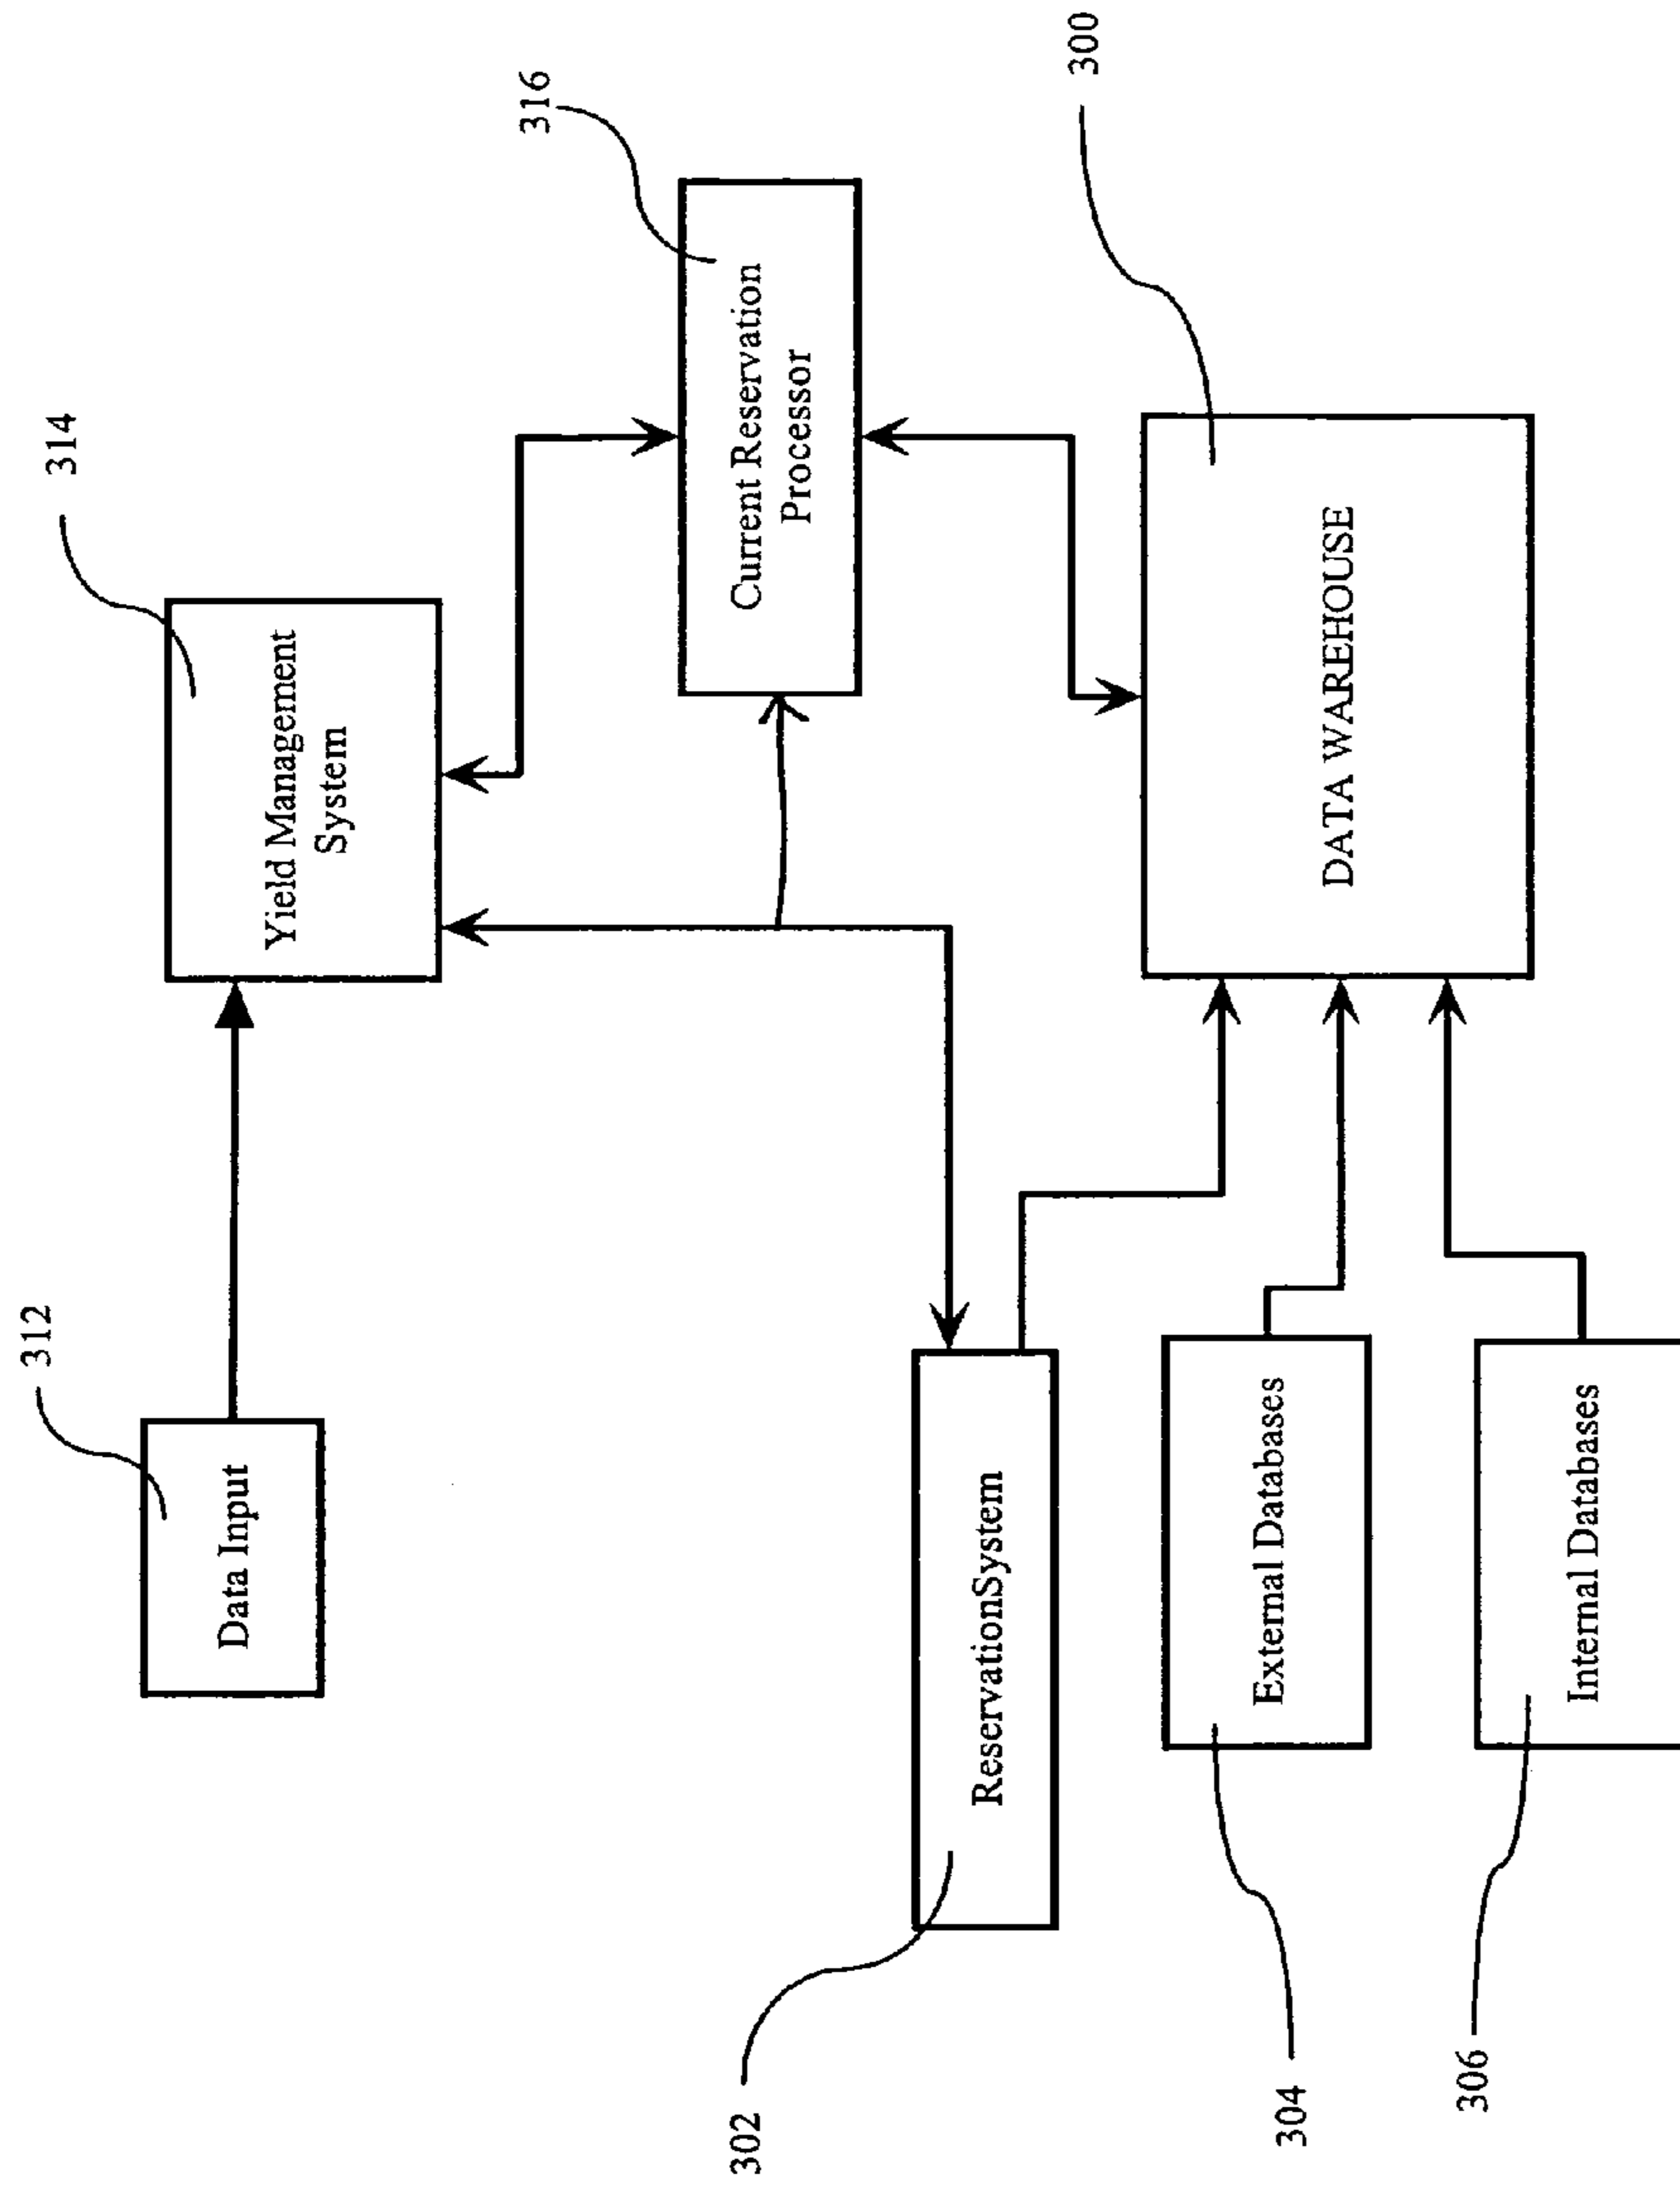 312
Data Input
314
Yield Management
System
316
Current Reservation
Processor
302
ReservationSystem
300
DATA WAREHOUSE
304
External Databases
306
Internal Databases